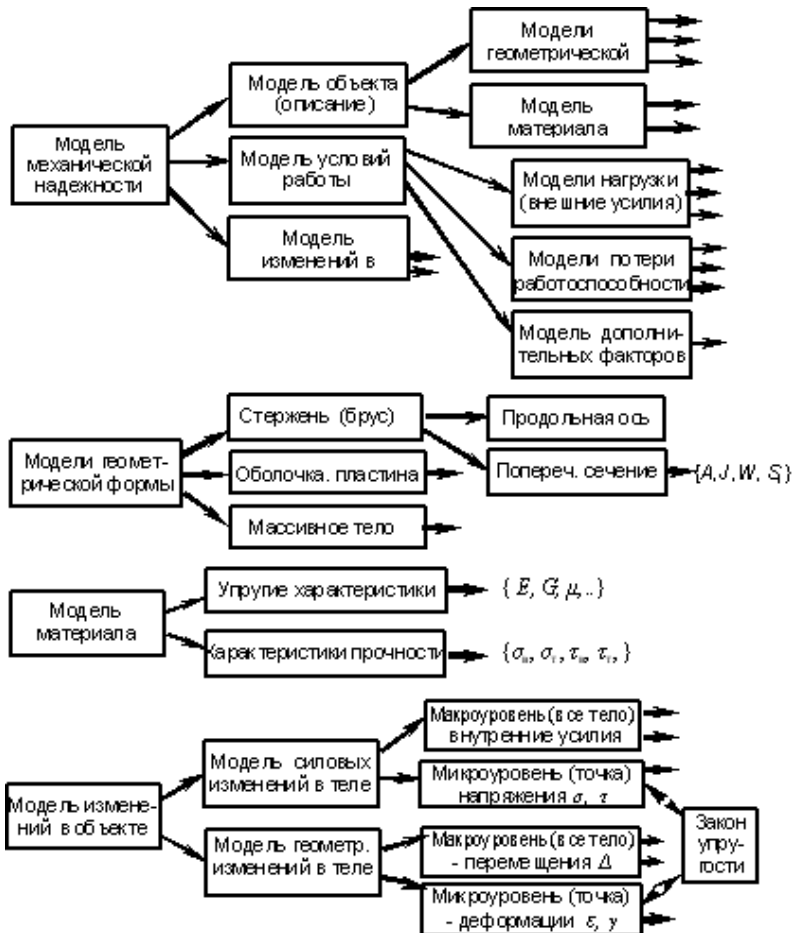 Модели
геометрической
Модель объекта
(описание)
Модель
материала
Модель
механической
надежности
Модель условий
работы
Модели нагрузки
(внешние усилия)
Модель
изменений в
Модели потери
работоспособности
Модель дополни-
тельных факторов
Стержень (брус)
Продольная ось
Модели геомет-
рической формы
Оболочка. пластина
Попереч. сечение
{A, J, W, S}
Массивное тело
Модель
материала
Упругие характеристики
{ E, G, μ, .. }
Характеристики прочности
{σв, σт, τв, τт, }
Модель измене-
ний в объекте
Модель силовых
изменений в теле
Макроуровень (все тело)
внутренние усилия
Микроуровень (точка)
напряжения σ, τ
Модель геометр.
изменений в теле
Макроуровень (все тело)
- перемещения Δ
Микроуровень (точка)
- деформации ε, γ
Закон
упру-
гости